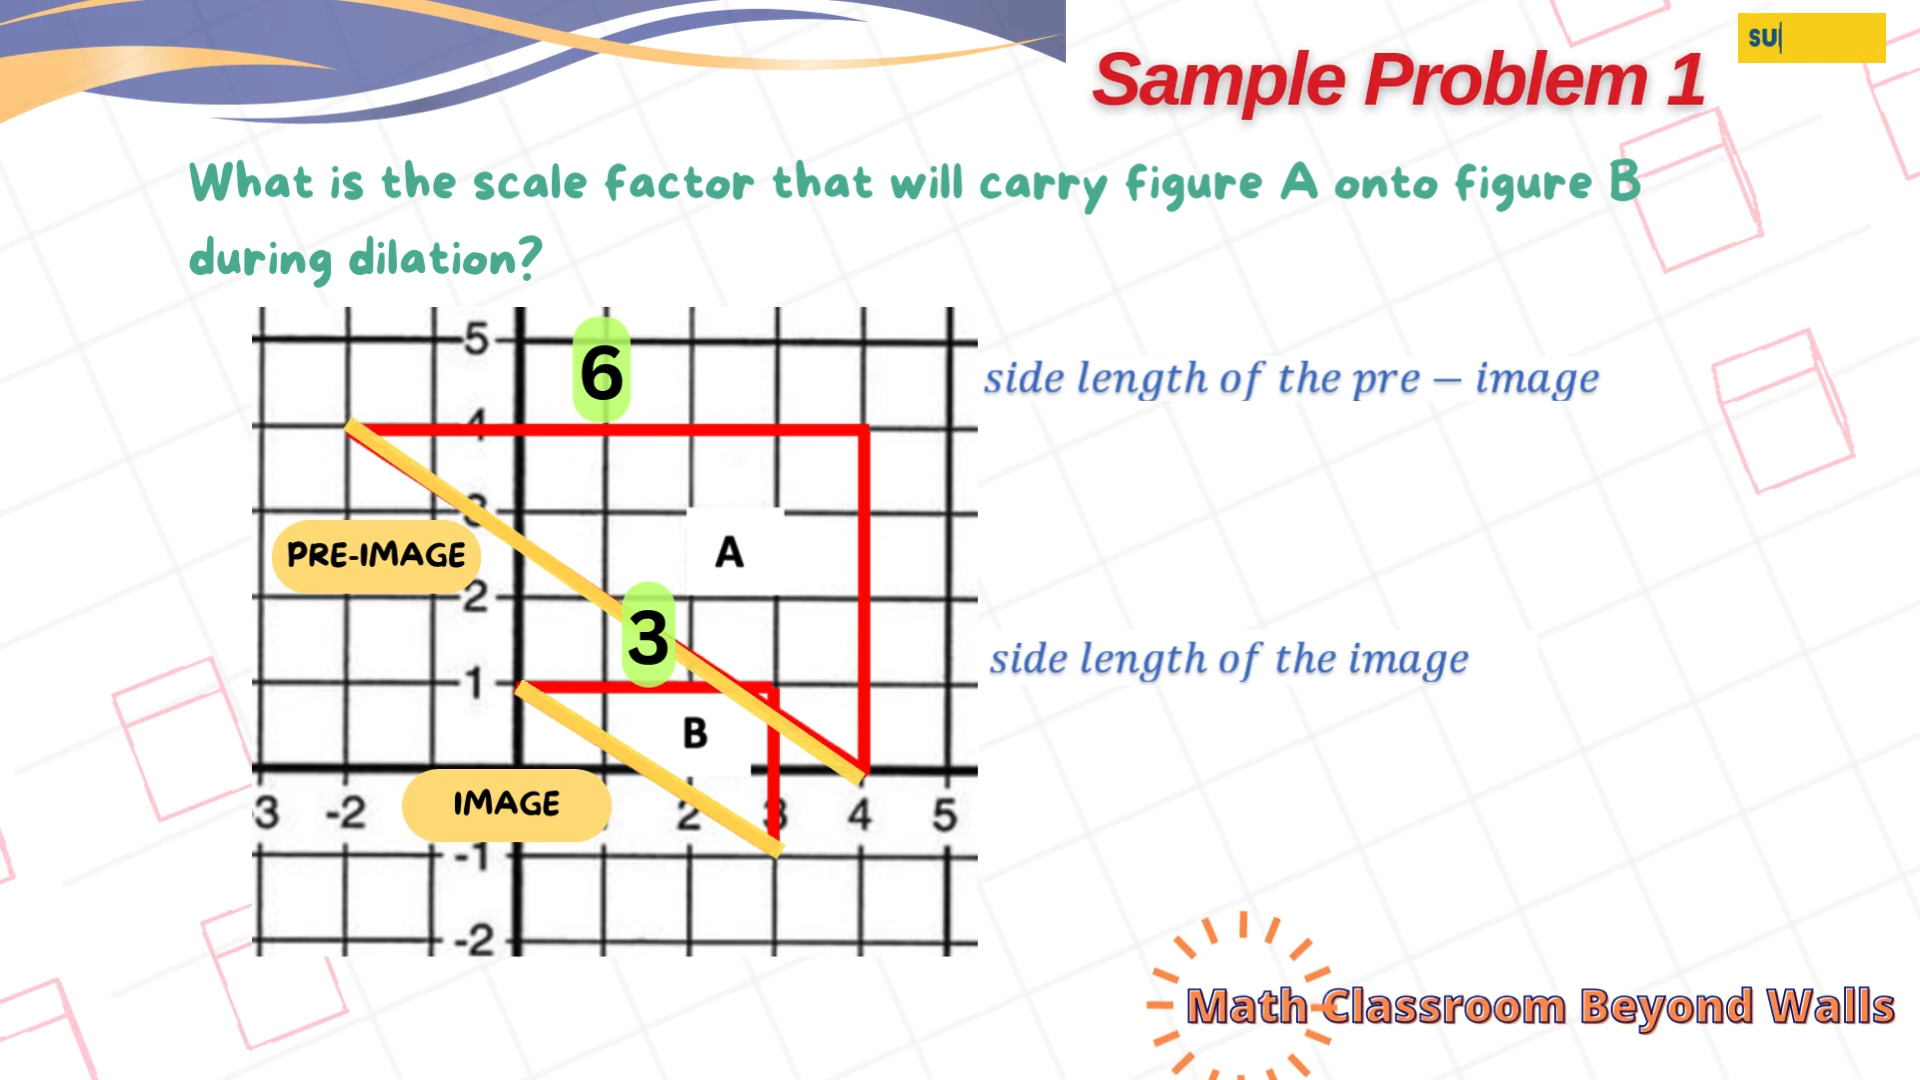 Sample Problem 1
SU
What is the scale factor that will carry figure A onto figure B
during dilation?
5
6
side length of the pre – image
4
3
PRE-IMAGE
A
2
3
side length of the image
1
B
IMAGE
3 -2 2 3 4 5
-1
-2
Math Classroom Beyond Walls